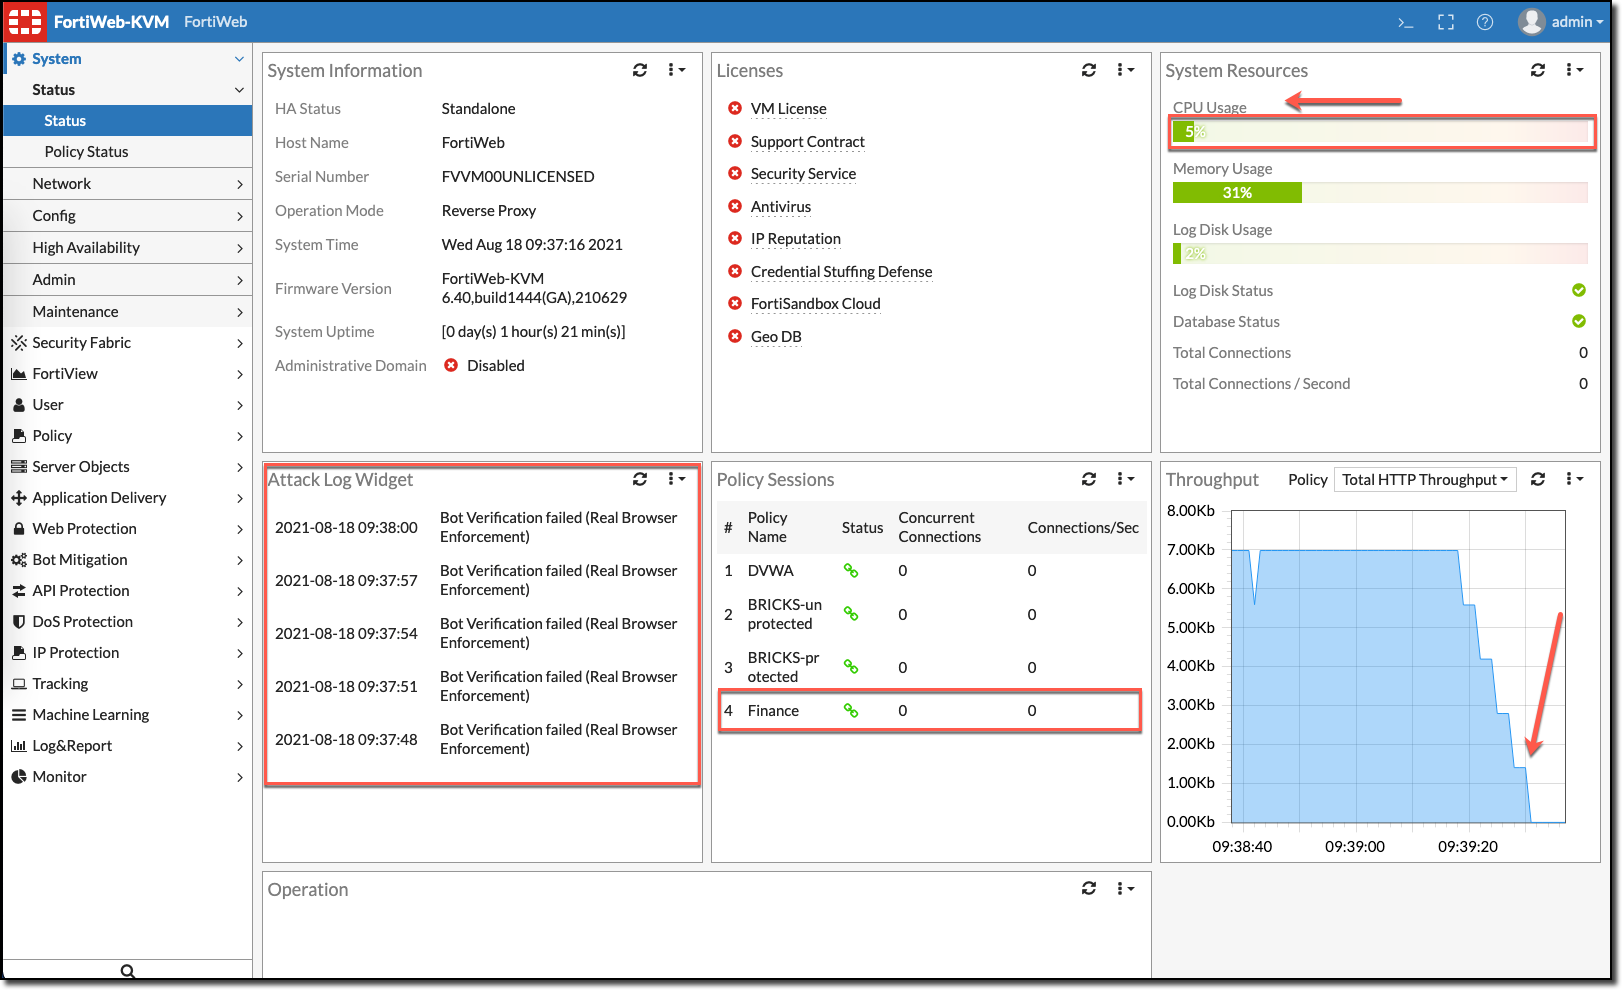 FortiWeb-KVM FortiWeb
>_ admin
System
Status
Status
Policy Status
Network
Config
High Availability
Admin
Maintenance
Security Fabric
FortiView
User
Policy
Server Objects
Application Delivery
Web Protection
Bot Mitigation
API Protection
DoS Protection
IP Protection
Tracking
Machine Learning
Log&Report
Monitor
System Information
HA Status Standalone
Host Name FortiWeb
Serial Number FVVM00UNLICENSED
Operation Mode Reverse Proxy
System Time Wed Aug 18 09:37:16 2021
Firmware Version FortiWeb-KVM
6.40,build1444(GA),210629
System Uptime [0 day(s) 1 hour(s) 21 min(s)]
Administrative Domain Disabled
Licenses
VM License
Support Contract
Security Service
Antivirus
IP Reputation
Credential Stuffing Defense
FortiSandbox Cloud
Geo DB
System Resources
CPU Usage
5%
Memory Usage
31%
Log Disk Usage
2%
Log Disk Status
Database Status
Total Connections 0
Total Connections / Second 0
Attack Log Widget
2021-08-18 09:38:00 Bot Verification failed (Real Browser
Enforcement)
2021-08-18 09:37:57 Bot Verification failed (Real Browser
Enforcement)
2021-08-18 09:37:54 Bot Verification failed (Real Browser
Enforcement)
2021-08-18 09:37:51 Bot Verification failed (Real Browser
Enforcement)
2021-08-18 09:37:48 Bot Verification failed (Real Browser
Enforcement)
Policy Sessions
# Policy Name Status Concurrent Connections Connections/Sec
1 DVWA 0 0
2 BRICKS-un
protected 0 0
3 BRICKS-pr
otected 0 0
4 Finance 0 0
Throughput Policy Total HTTP Throughput
8.00Kb
7.00Kb
6.00Kb
5.00Kb
4.00Kb
3.00Kb
2.00Kb
1.00Kb
0.00Kb
09:38:40 09:39:00 09:39:20
Operation